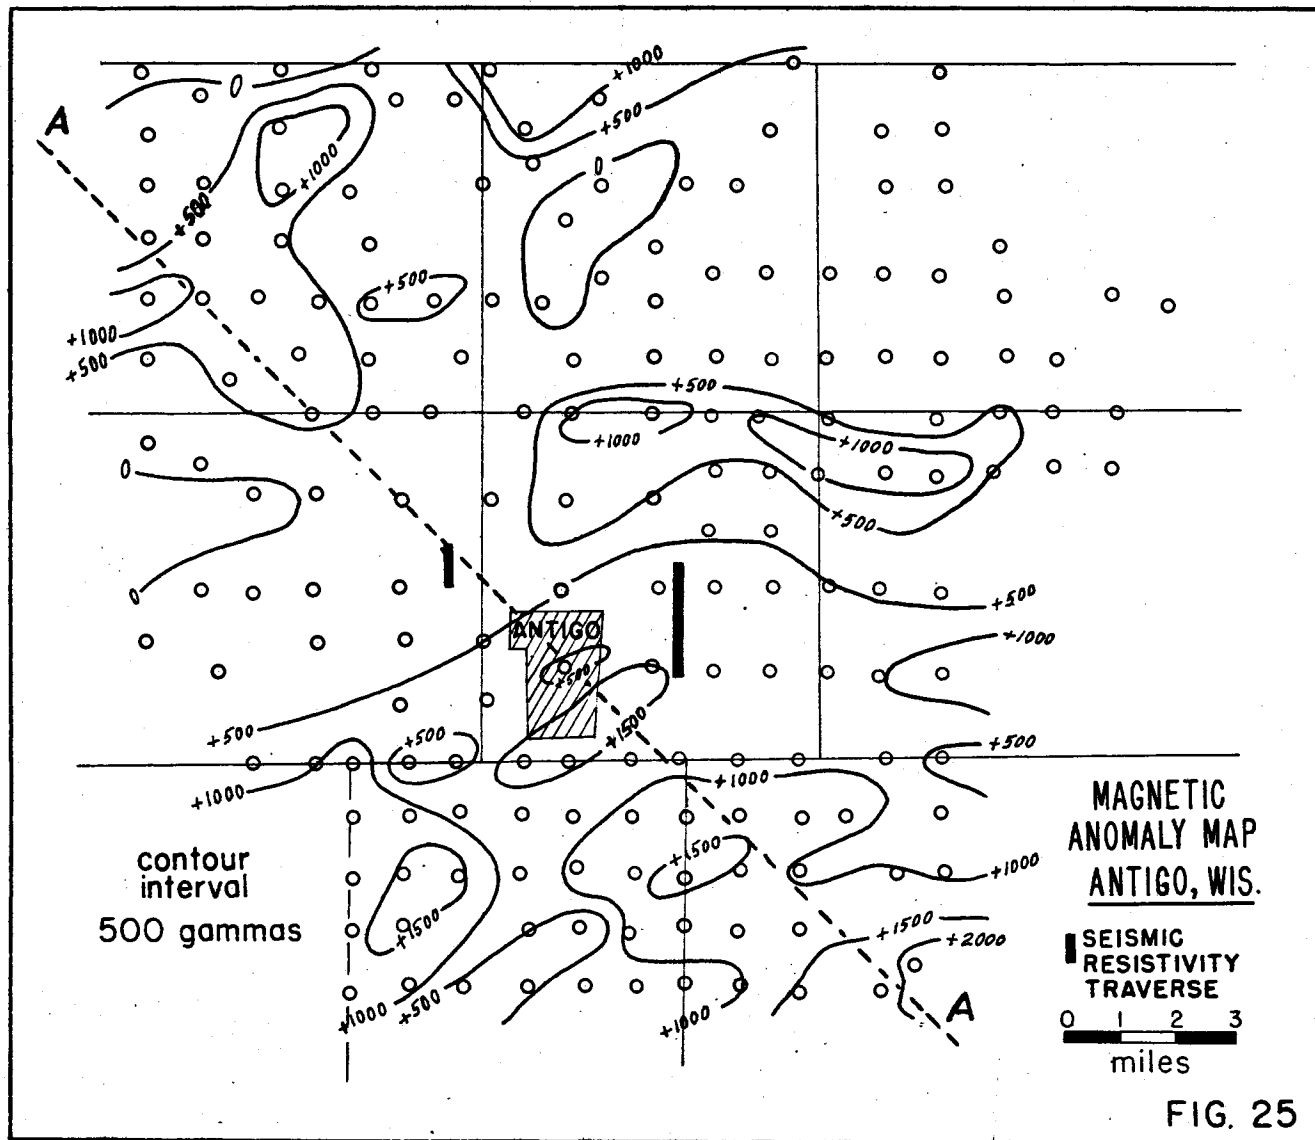 +1000
+500
0
A
+1000
0
+500
+500
+1000
+500
+500
+1000
+1000
+500
0
0
+500
ANTIGO
+500
+1000
+500
+1500
+500
+500
+1000
+1000
+1500
+1000
+1500
+1500
+2000
+1000
+500
+1000
A
contour
interval
500 gammas
MAGNETIC
ANOMALY MAP
ANTIGO, WIS.
SEISMIC
RESISTIVITY
TRAVERSE
0 1 2 3
miles
FIG. 25